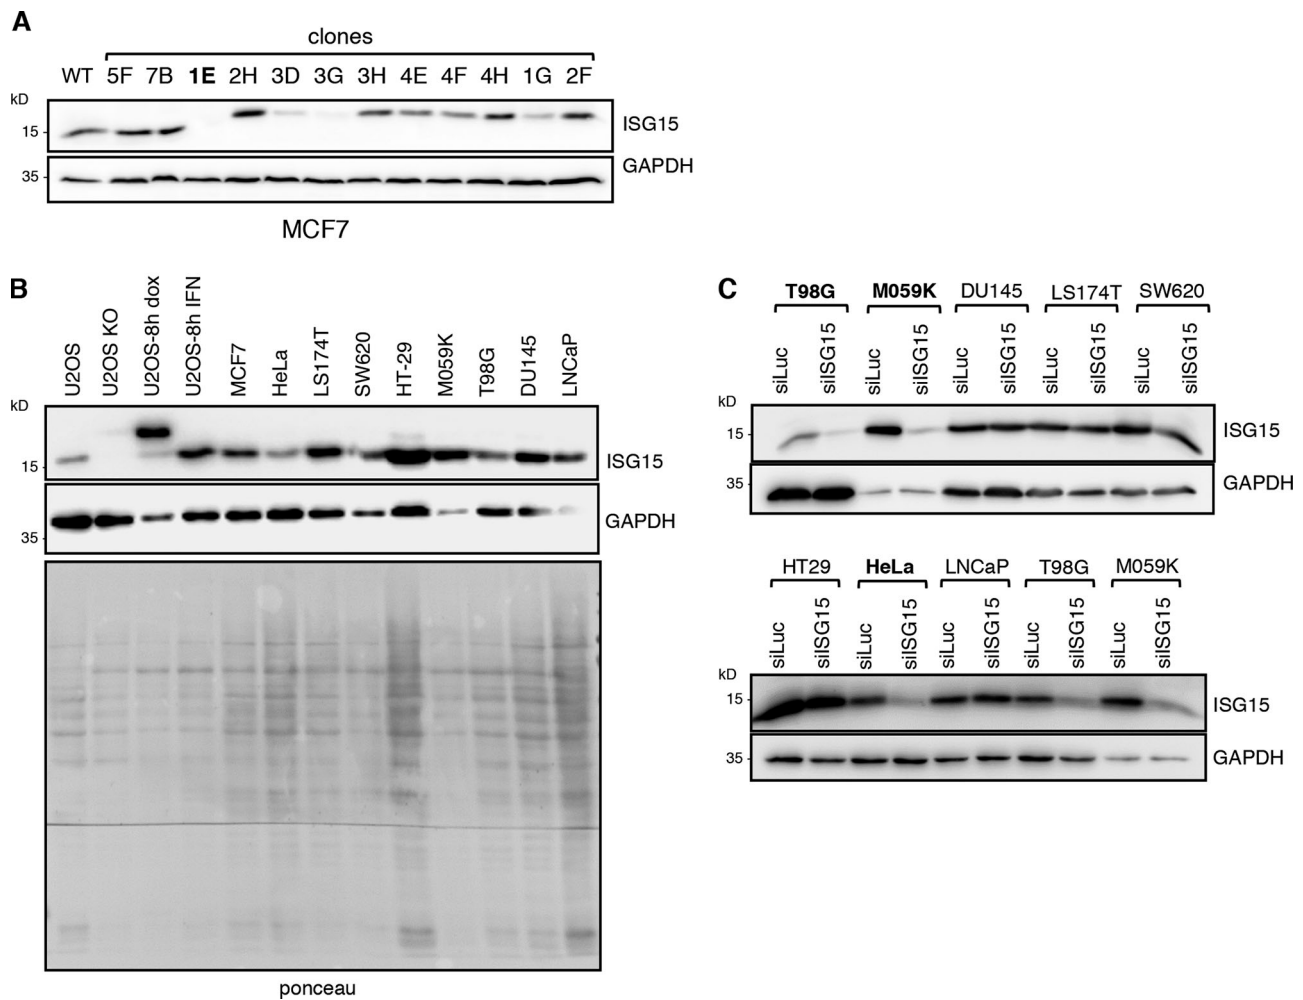 A
clones
WT 5F 7B 1E 2H 3D 3G 3H 4E 4F 4H 1G 2F
kD
15
ISG15
35
GAPDH
MCF7
B
U2OS
U2OS KO
U2OS-8h dox
U2OS-8h IFN
MCF7
HeLa
LS174T
SW620
HT-29
M059K
T98G
DU145
LNCaP
kD
15
ISG15
GAPDH
35
ponceau
C
T98G M059K DU145 LS174T SW620
siLuc siISG15 siLuc siISG15 siLuc siISG15 siLuc siISG15 siLuc siISG15
kD
15
ISG15
35
GAPDH
HT29 HeLa LNCaP T98G M059K
siLuc siISG15 siLuc siISG15 siLuc siISG15 siLuc siISG15 siLuc siISG15
kD
15
ISG15
35
GAPDH